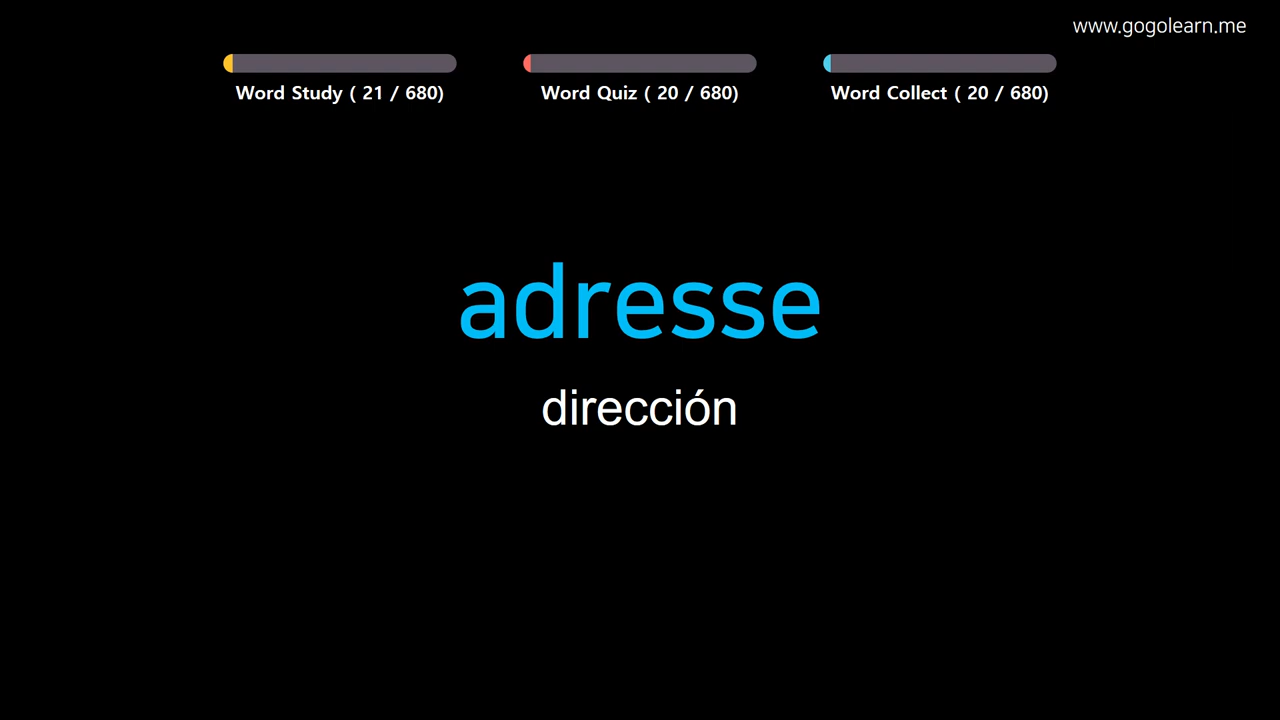 www.gogolearn.me
Word Study ( 21 / 680)
Word Quiz ( 20 / 680)
Word Collect ( 20 / 680)
adresse
dirección